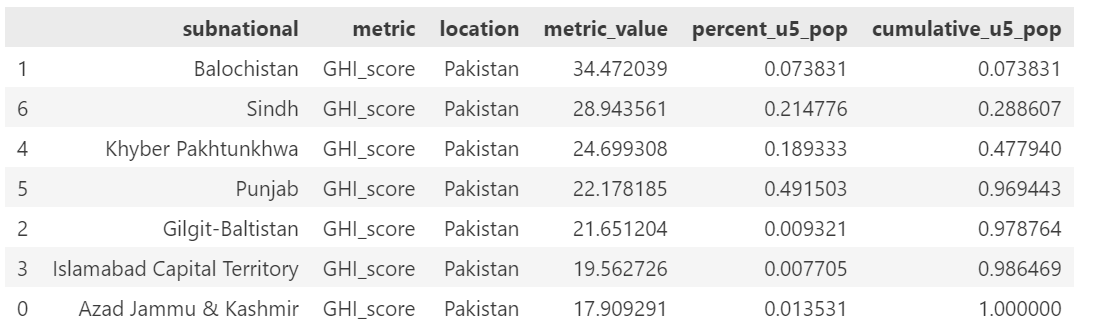 subnational metric location metric_value percent_u5_pop cumulative_u5_pop
1 Balochistan GHI_score Pakistan 34.472039 0.073831 0.073831
6 Sindh GHI_score Pakistan 28.943561 0.214776 0.288607
4 Khyber Pakhtunkhwa GHI_score Pakistan 24.699308 0.189333 0.477940
5 Punjab GHI_score Pakistan 22.178185 0.491503 0.969443
2 Gilgit-Baltistan GHI_score Pakistan 21.651204 0.009321 0.978764
3 Islamabad Capital Territory GHI_score Pakistan 19.562726 0.007705 0.986469
0 Azad Jammu & Kashmir GHI_score Pakistan 17.909291 0.013531 1.000000